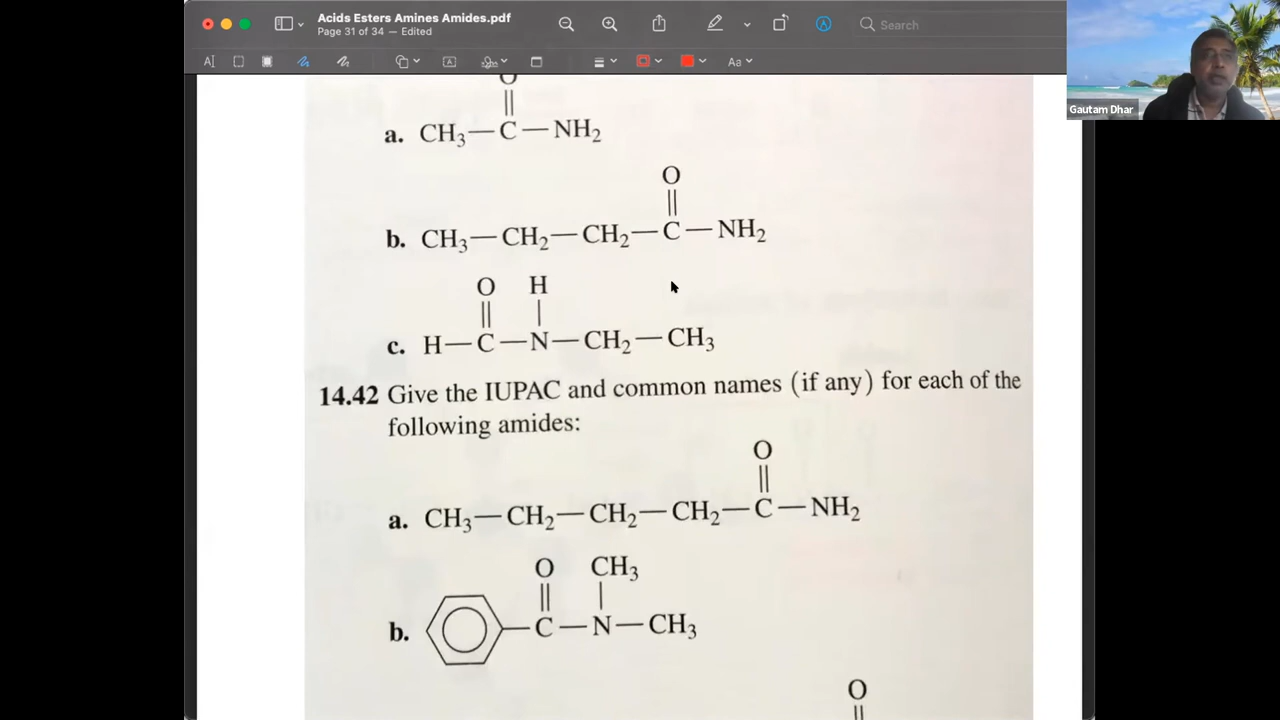 Acids Esters Amines Amides.pdf
Page 31 of 34 — Edited
Search
Gautam Dhar
O
||
a. CH₃—C—NH₂
O
||
b. CH₃—CH₂—CH₂—C—NH₂
O H
|| |
c. H—C—N—CH₂—CH₃
14.42 Give the IUPAC and common names (if any) for each of the
following amides:
O
||
a. CH₃—CH₂—CH₂—CH₂—C—NH₂
O CH₃
|| |
b. —C—N—CH₃
O
||